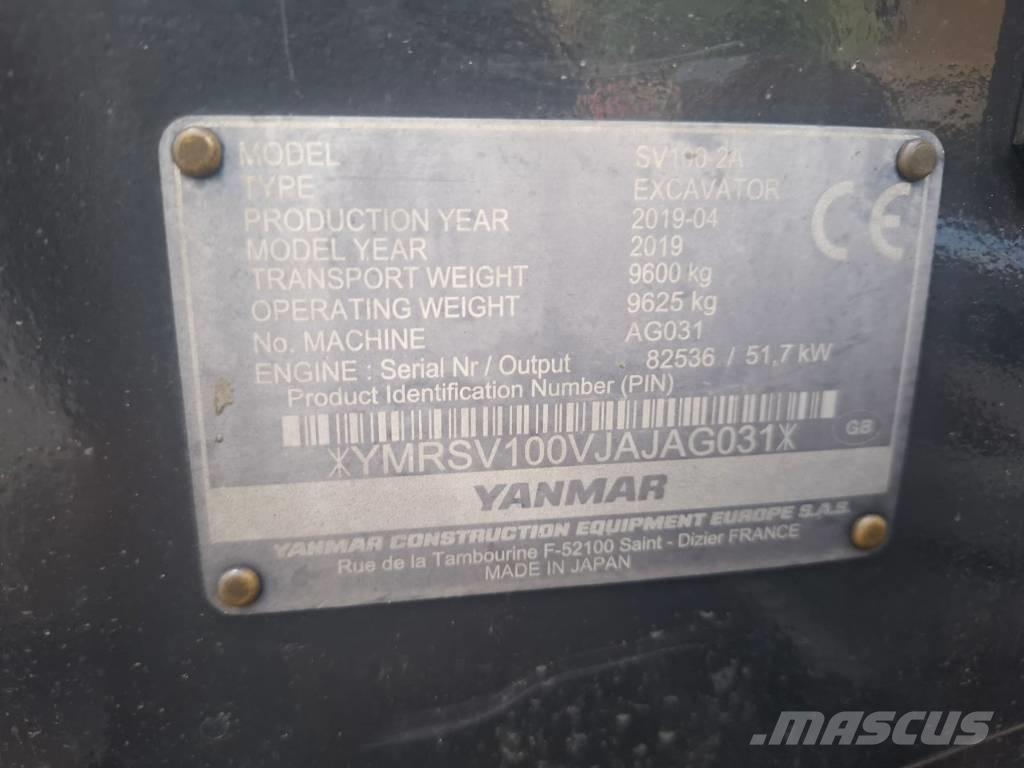 MODEL SV100-2A
TYPE EXCAVATOR
PRODUCTION YEAR 2019-04
MODEL YEAR 2019
TRANSPORT WEIGHT 9600 kg
OPERATING WEIGHT 9625 kg
No. MACHINE AG031
ENGINE : Serial Nr / Output 82536 / 51,7 kW
Product Identification Number (PIN)
*YMRSV100VJAJAG031*
CE
GB
YANMAR
YANMAR CONSTRUCTION EQUIPMENT EUROPE S.A.S.
Rue de la Tambourine F-52100 Saint - Dizier FRANCE
MADE IN JAPAN
MASCUS